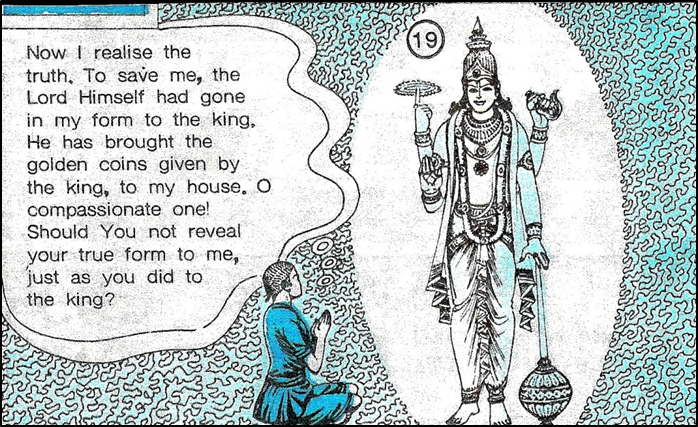 Now I realise the
truth. To save me, the
Lord Himself had gone
in my form to the king.
He has brought the
golden coins given by
the king, to my house. O
compassionate one!
Should You not reveal
your true form to me,
just as you did to
the king?
19